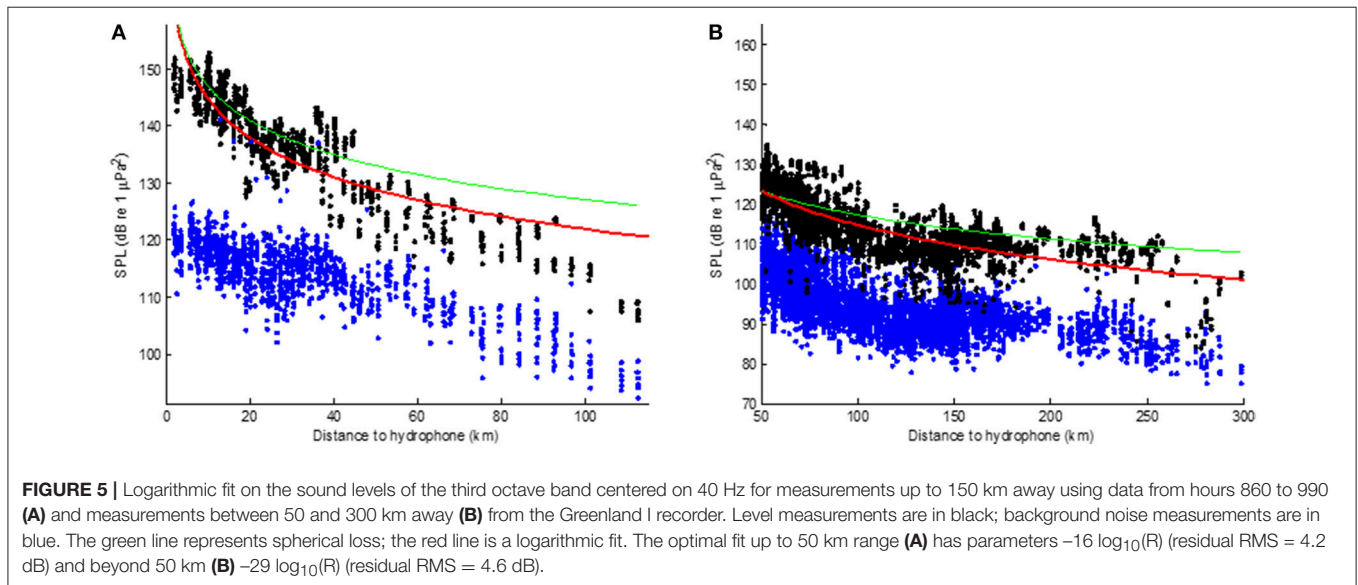 A
B
150
140
130
120
110
100
SPL (dB re 1 μPa²)
0
20
40
60
80
100
Distance to hydrophone (km)
160
150
140
130
120
110
100
90
80
70
SPL (dB re 1 μPa²)
50
100
150
200
250
300
Distance to hydrophone (km)
FIGURE 5 | Logarithmic fit on the sound levels of the third octave band centered on 40 Hz for measurements up to 150 km away using data from hours 860 to 990
(A) and measurements between 50 and 300 km away (B) from the Greenland I recorder. Level measurements are in black; background noise measurements are in
blue. The green line represents spherical loss; the red line is a logarithmic fit. The optimal fit up to 50 km range (A) has parameters –16 log₁₀(R) (residual RMS = 4.2
dB) and beyond 50 km (B) –29 log₁₀(R) (residual RMS = 4.6 dB).